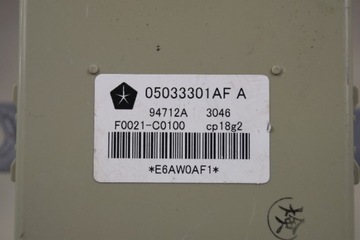 05033301AF A
94712A 3046
F0021-C0100 cp18g2
*E6AW0AF1*